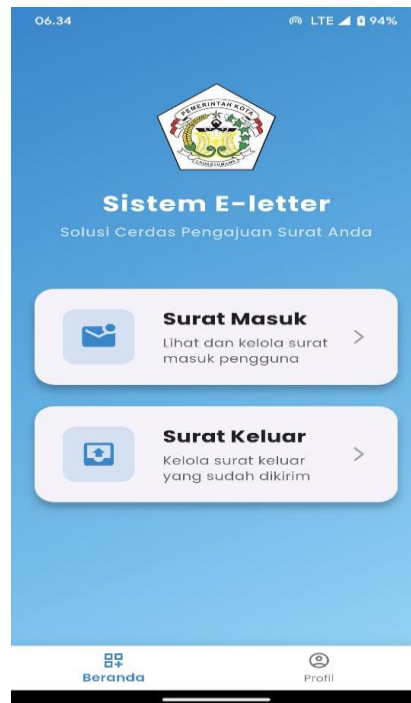 06.34
LTE 94%
PEMERINTAH KOTA
Sistem E-letter
Solusi Cerdas Pengajuan Surat Anda
Surat Masuk
Lihat dan kelola surat
masuk pengguna
Surat Keluar
Kelola surat keluar
yang sudah dikirim
Beranda
Profil